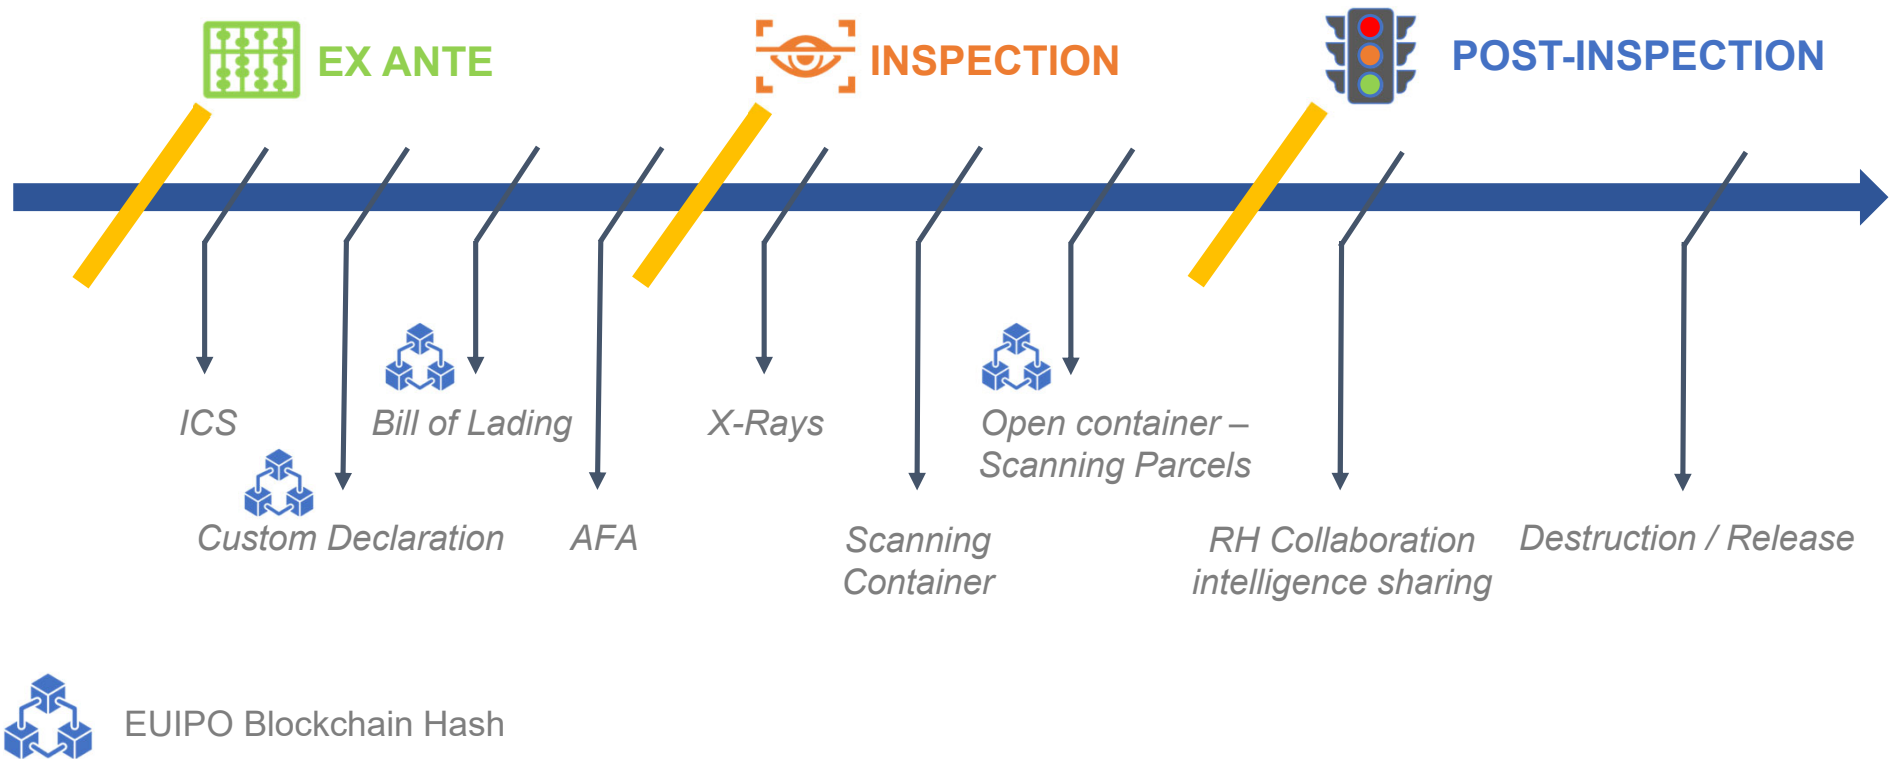 EX ANTE
INSPECTION
POST-INSPECTION
ICS
Bill of Lading
X-Rays
Open container –
Scanning Parcels
Custom Declaration
AFA
Scanning
Container
RH Collaboration
intelligence sharing
Destruction / Release
EUIPO Blockchain Hash